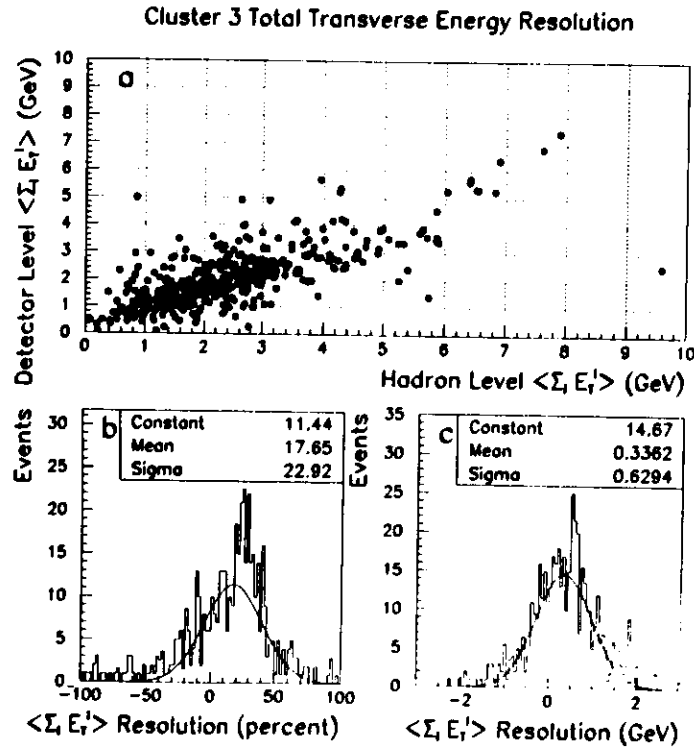 Cluster 3 Total Transverse Energy Resolution
Detector Level <Σᵢ E_Tⁱ> (GeV)
a
10
9
8
7
6
5
4
3
2
1
0
0 1 2 3 4 5 6 7 8 9 10
Hadron Level <Σᵢ E_Tⁱ> (GeV)
Events
b
Constant 11.44
Mean 17.65
Sigma 22.92
30
25
20
15
10
5
0
-100 -50 0 50 100
<Σᵢ E_Tⁱ> Resolution (percent)
Events
c
Constant 14.67
Mean 0.3362
Sigma 0.6294
35
30
25
20
15
10
5
0
-2 0 2
<Σᵢ E_Tⁱ> Resolution (GeV)